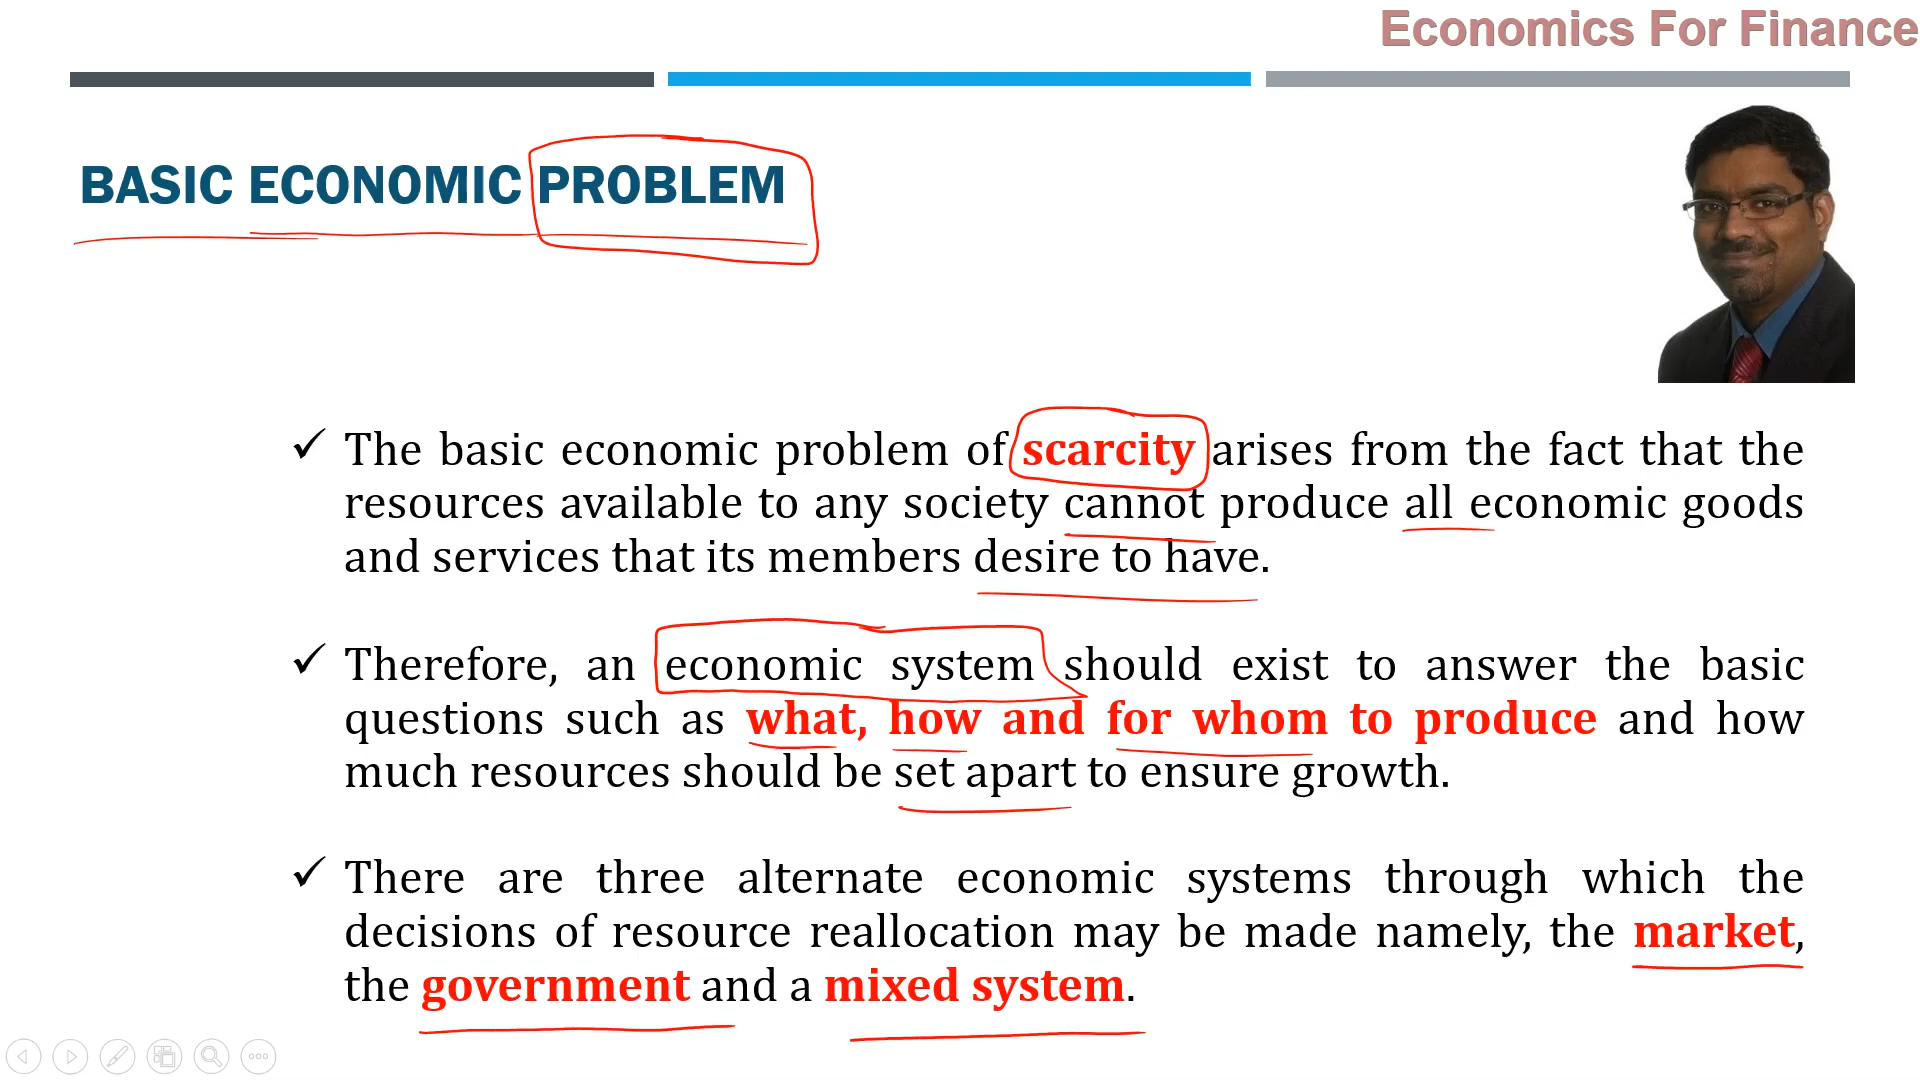 Economics For Finance
BASIC ECONOMIC PROBLEM
The basic economic problem of scarcity arises from the fact that the
resources available to any society cannot produce all economic goods
and services that its members desire to have.
Therefore, an economic system should exist to answer the basic
questions such as what, how and for whom to produce and how
much resources should be set apart to ensure growth.
There are three alternate economic systems through which the
decisions of resource reallocation may be made namely, the market,
the government and a mixed system.